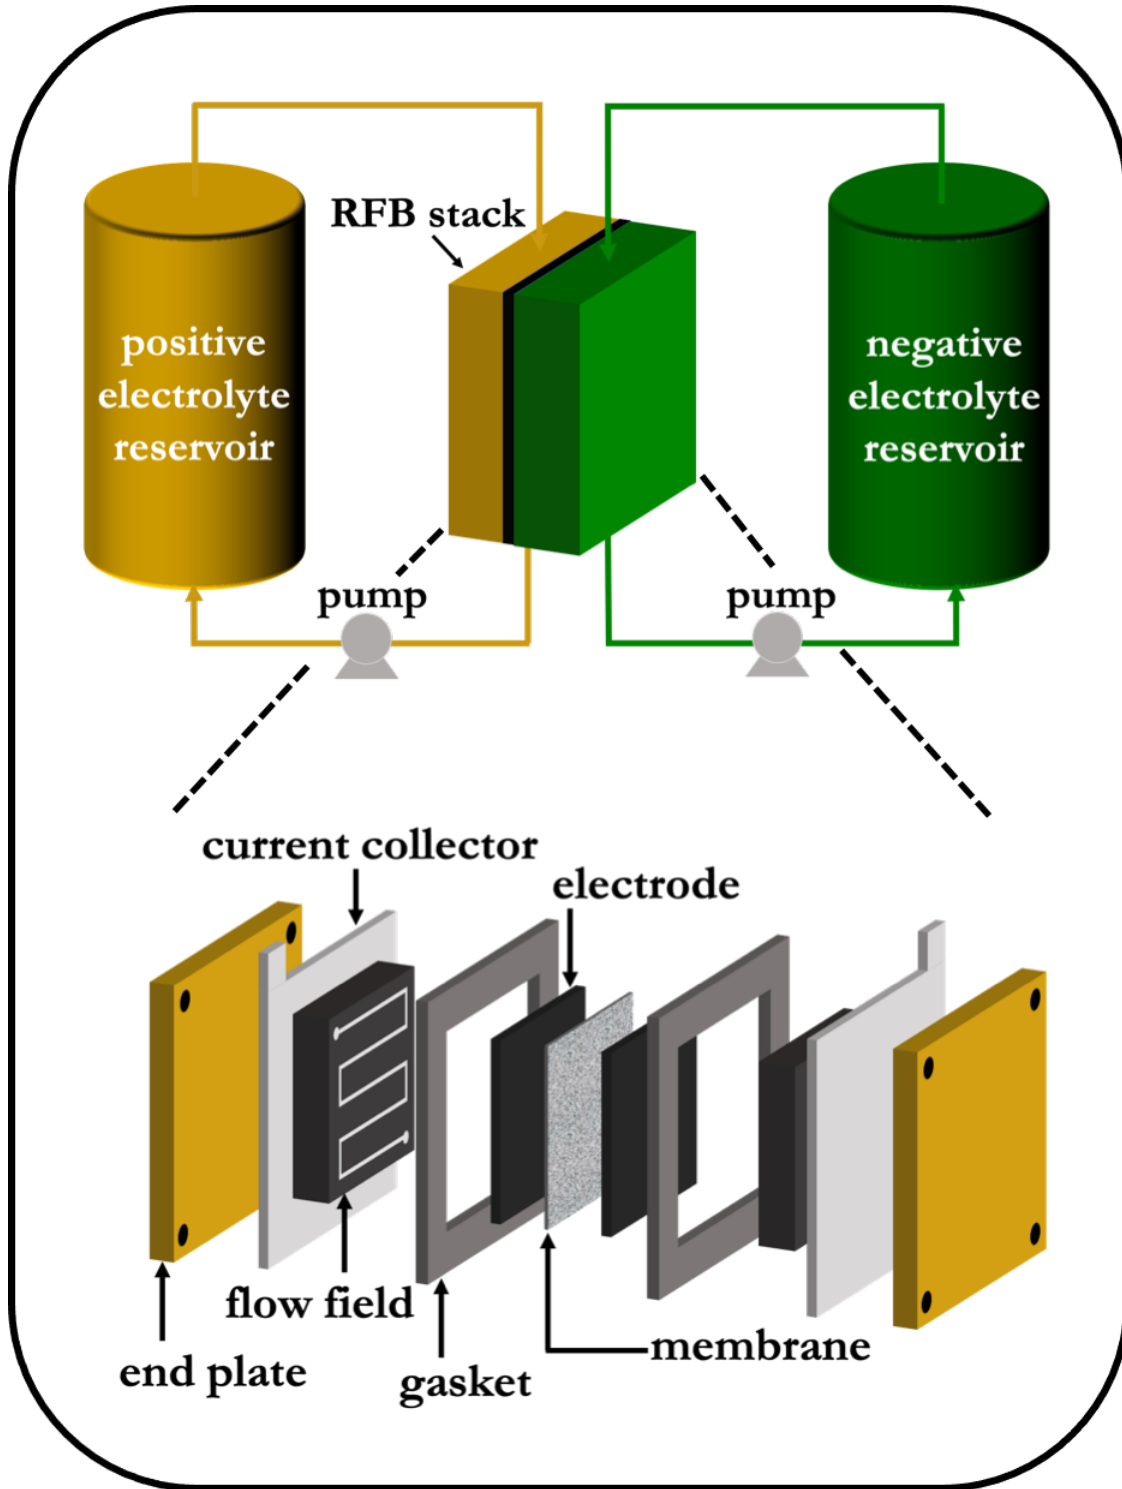 RFB stack
positive
electrolyte
reservoir
negative
electrolyte
reservoir
pump
pump
current collector
electrode
flow field
end plate
gasket
membrane